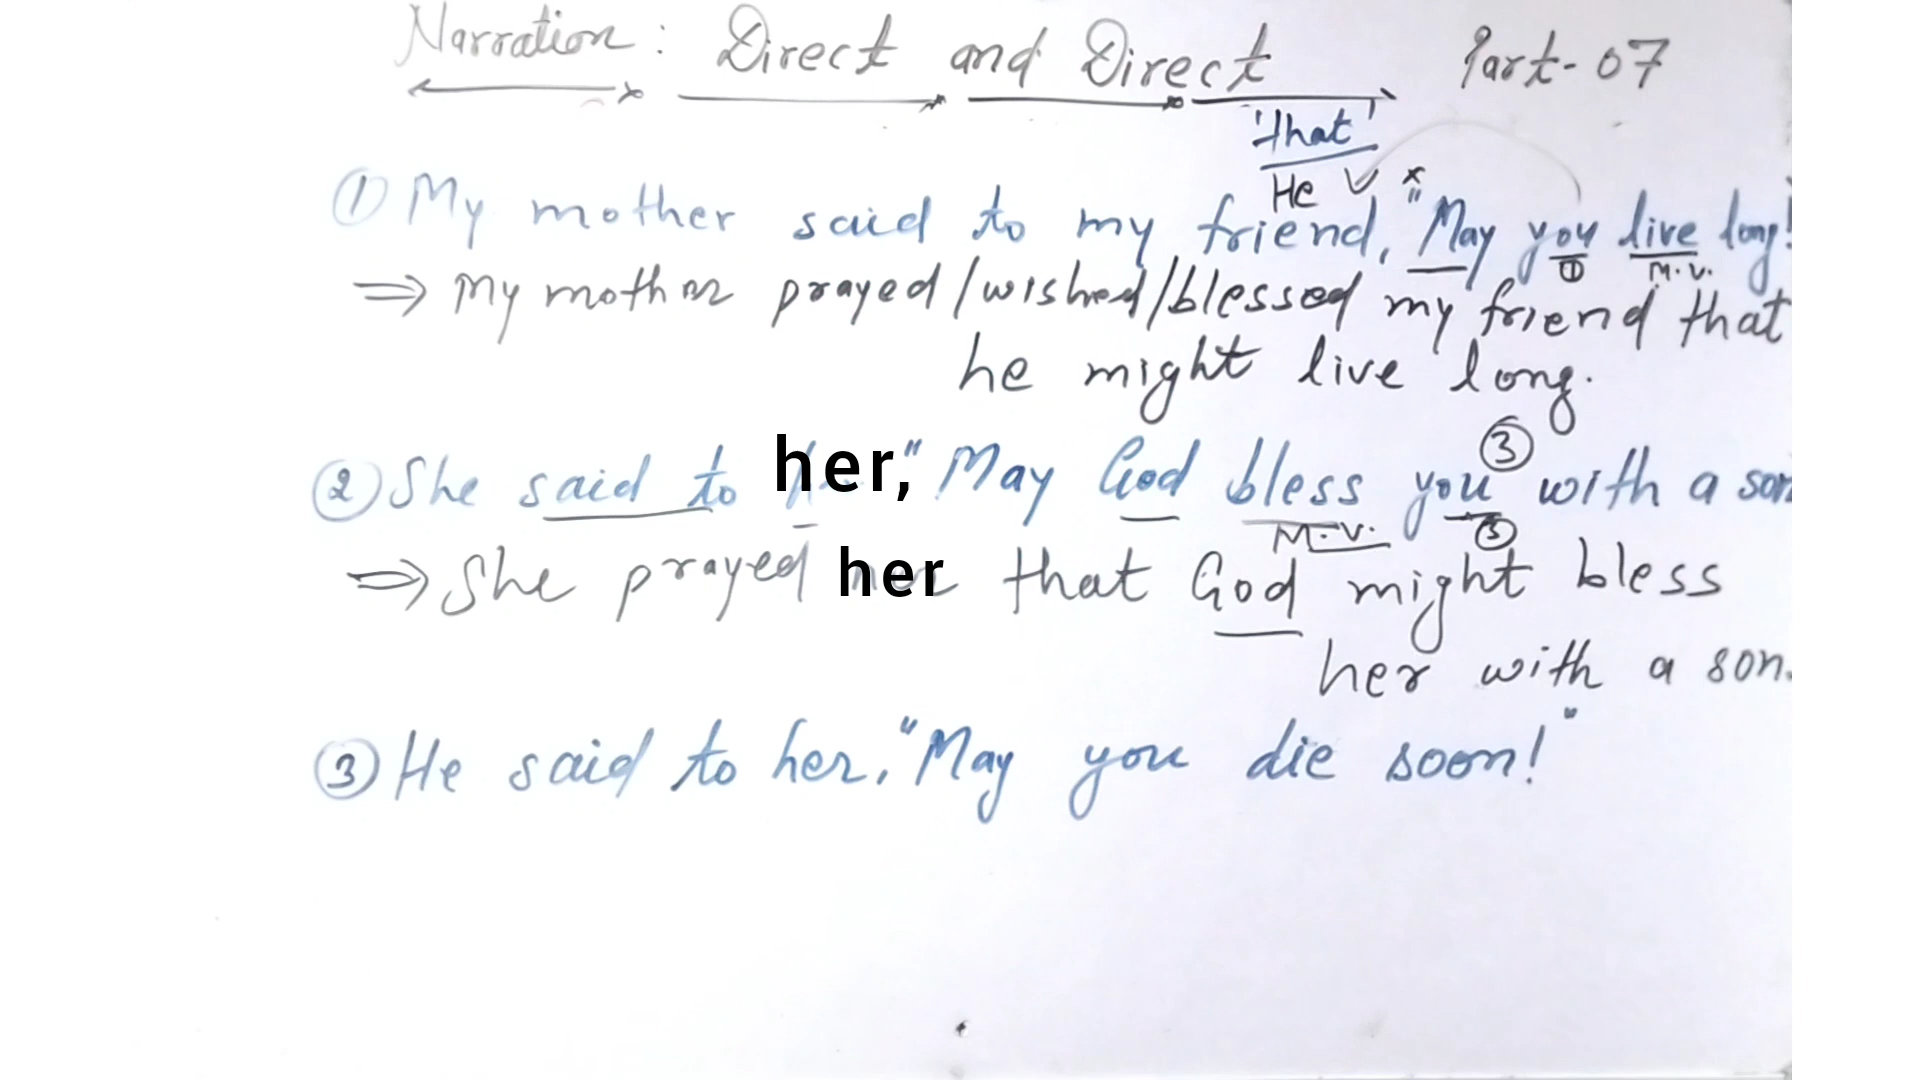 Narration: Direct and Direct Part-07
'that'
He
① My mother said to my friend, "May you live long!
① M.V.
⇒ My mother prayed/wished/blessed my friend that
he might live long.
③
② She said to her," May God bless you with a son
M.V. ③
⇒ She prayed her that God might bless
her with a son.
③ He said to her, "May you die soon!"